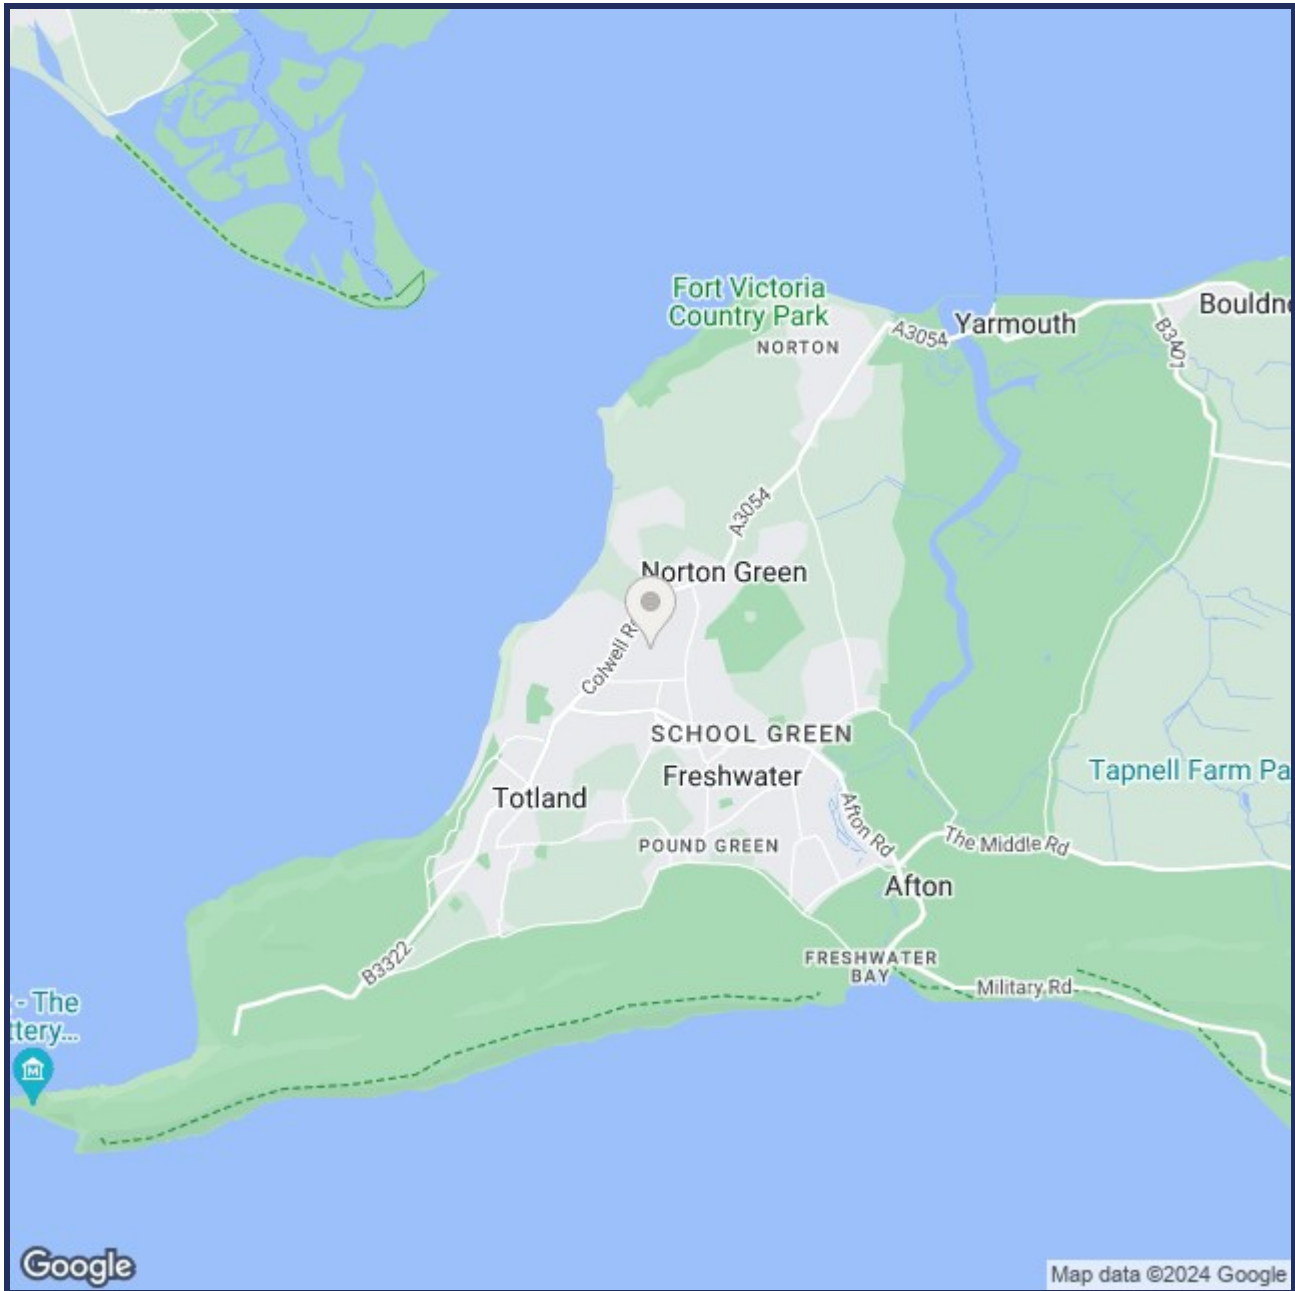 Fort Victoria
Country Park
NORTON
A3054
Yarmouth
B3401
A3054
Norton Green
Colwell
SCHOOL GREEN
Freshwater
Totland
Tapnell Farm
Afton Rd
The Middle Rd
POUND GREEN
Afton
FRESHWATER
BAY
B3322
Military Rd
- The
ttery...
M
Google
Map data ©2024 Google